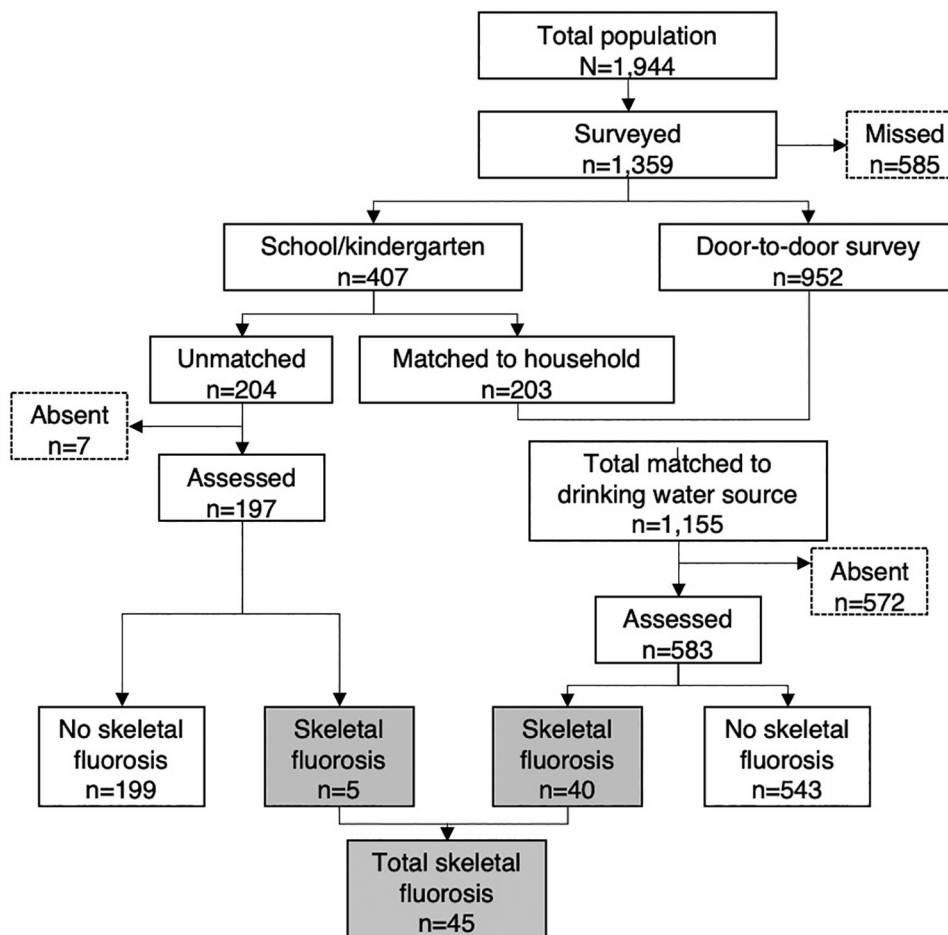 Total population
N=1,944
Surveyed
n=1,359
Missed
n=585
School/kindergarten
n=407
Door-to-door survey
n=952
Unmatched
n=204
Matched to household
n=203
Absent
n=7
Assessed
n=197
Total matched to
drinking water source
n=1,155
Absent
n=572
Assessed
n=583
No skeletal
fluorosis
n=199
Skeletal
fluorosis
n=5
Skeletal
fluorosis
n=40
No skeletal
fluorosis
n=543
Total skeletal
fluorosis
n=45